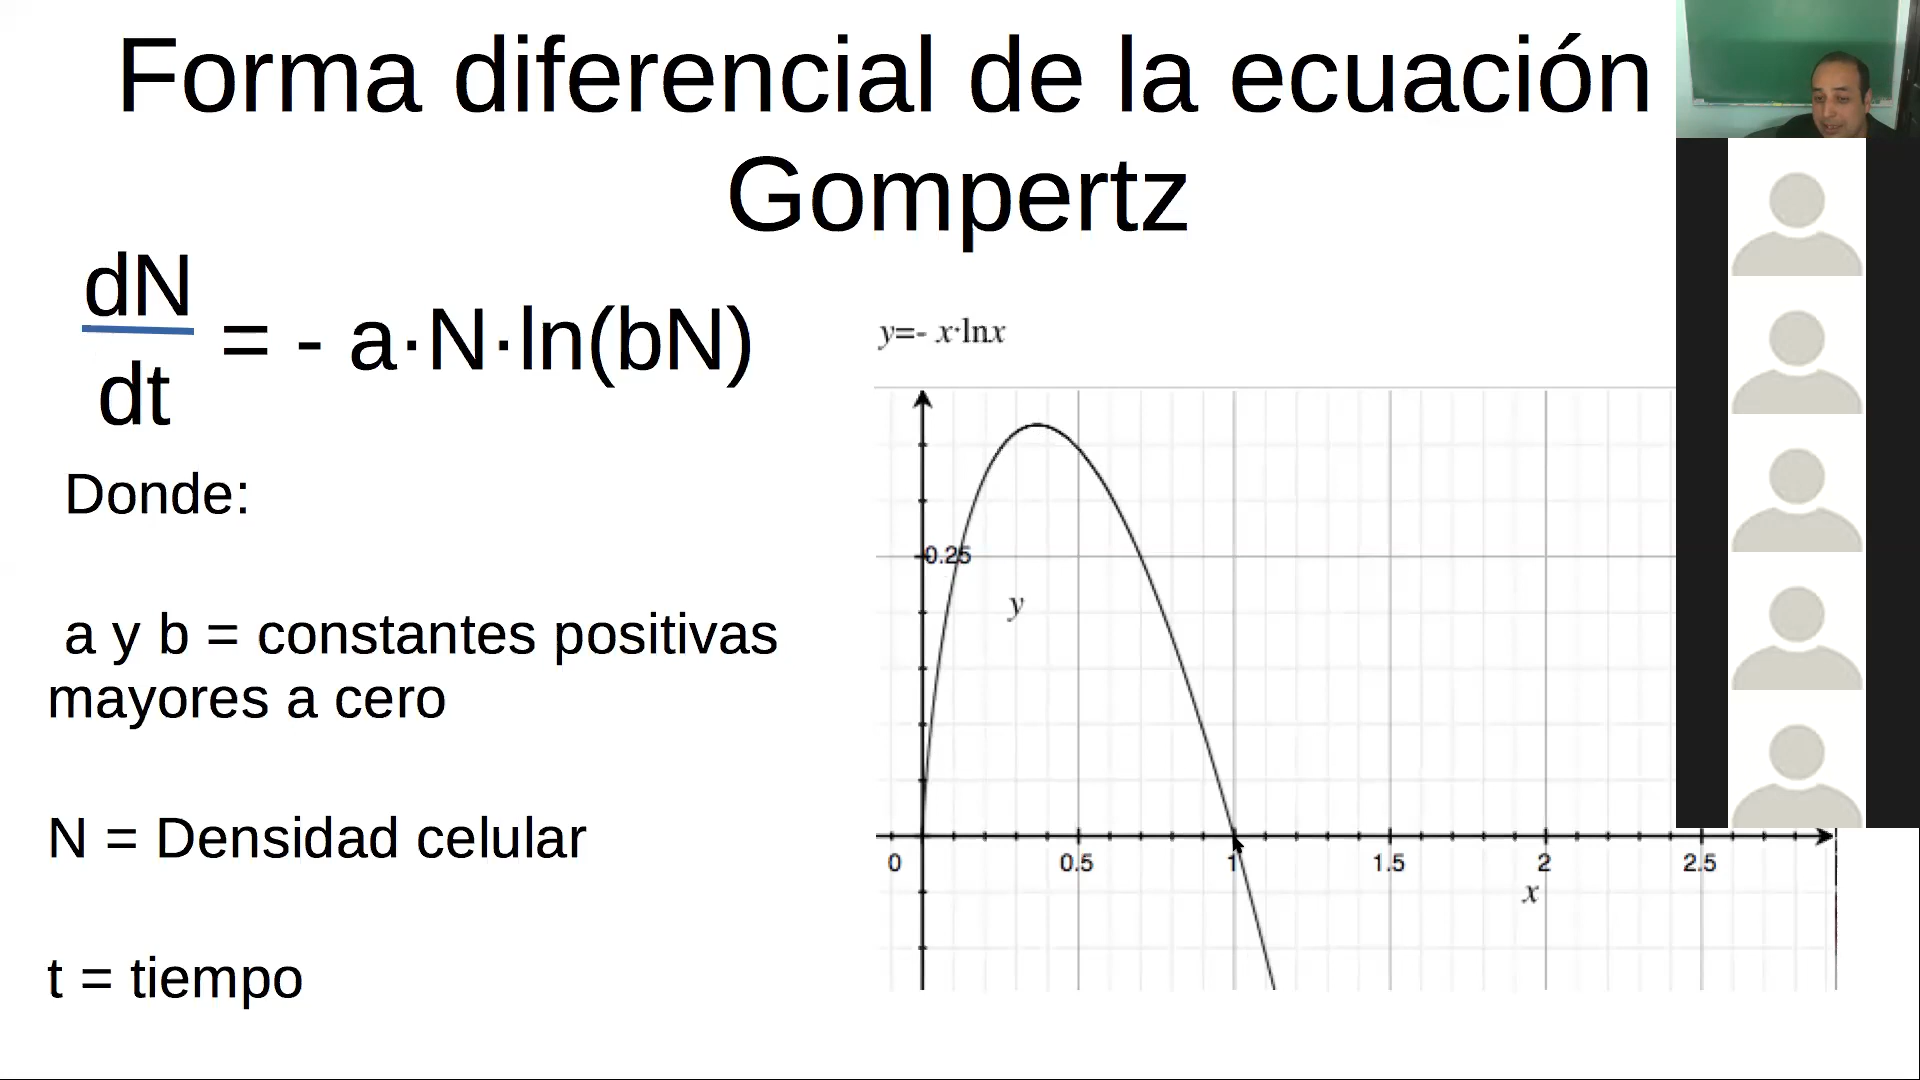 Forma diferencial de la ecuación
Gompertz
dN
dt
= - a·N·ln(bN)
Donde:
a y b = constantes positivas
mayores a cero
N = Densidad celular
t = tiempo
y=- x·lnx
0.25
y
0 0.5 1 1.5 2 2.5
x